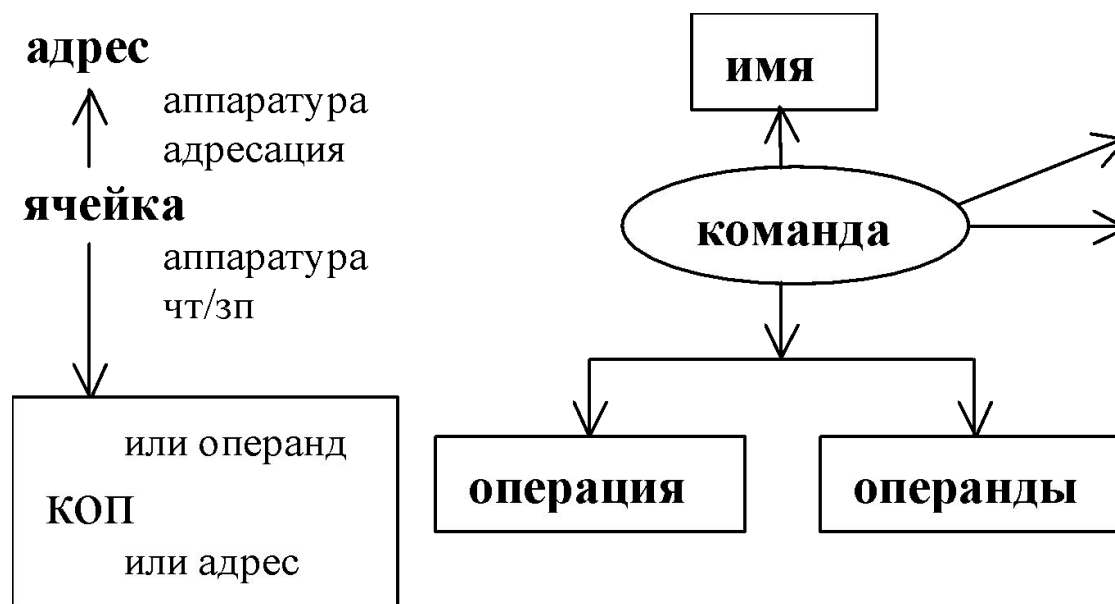 адрес
аппаратура
адресация
ячейка
аппаратура
чт/зп
или операнд
КОП
или адрес
имя
команда
операция
операнды